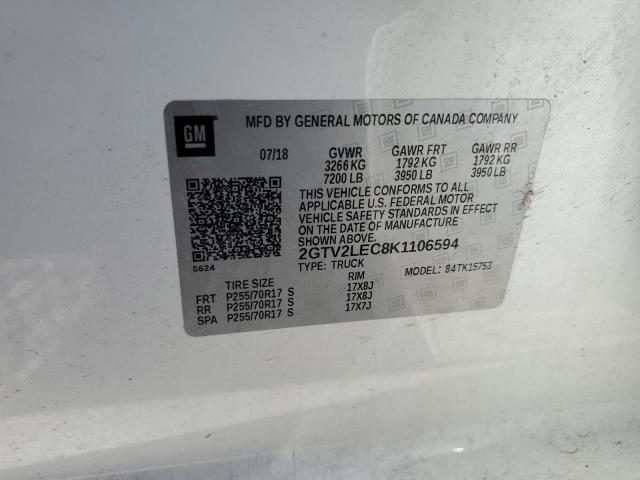 GM
MFD BY GENERAL MOTORS OF CANADA COMPANY
07/18 GVWR GAWR FRT GAWR RR
3266 KG 1792 KG 1792 KG
7200 LB 3950 LB 3950 LB
THIS VEHICLE CONFORMS TO ALL
APPLICABLE U.S. FEDERAL MOTOR
VEHICLE SAFETY STANDARDS IN EFFECT
ON THE DATE OF MANUFACTURE
SHOWN ABOVE.
2GTV2LEC8K1106594
TYPE: TRUCK MODEL: 84TK15753
8624
TIRE SIZE RIM
FRT P255/70R17 S 17X8J
RR P255/70R17 S 17X8J
SPA P255/70R17 S 17X7J